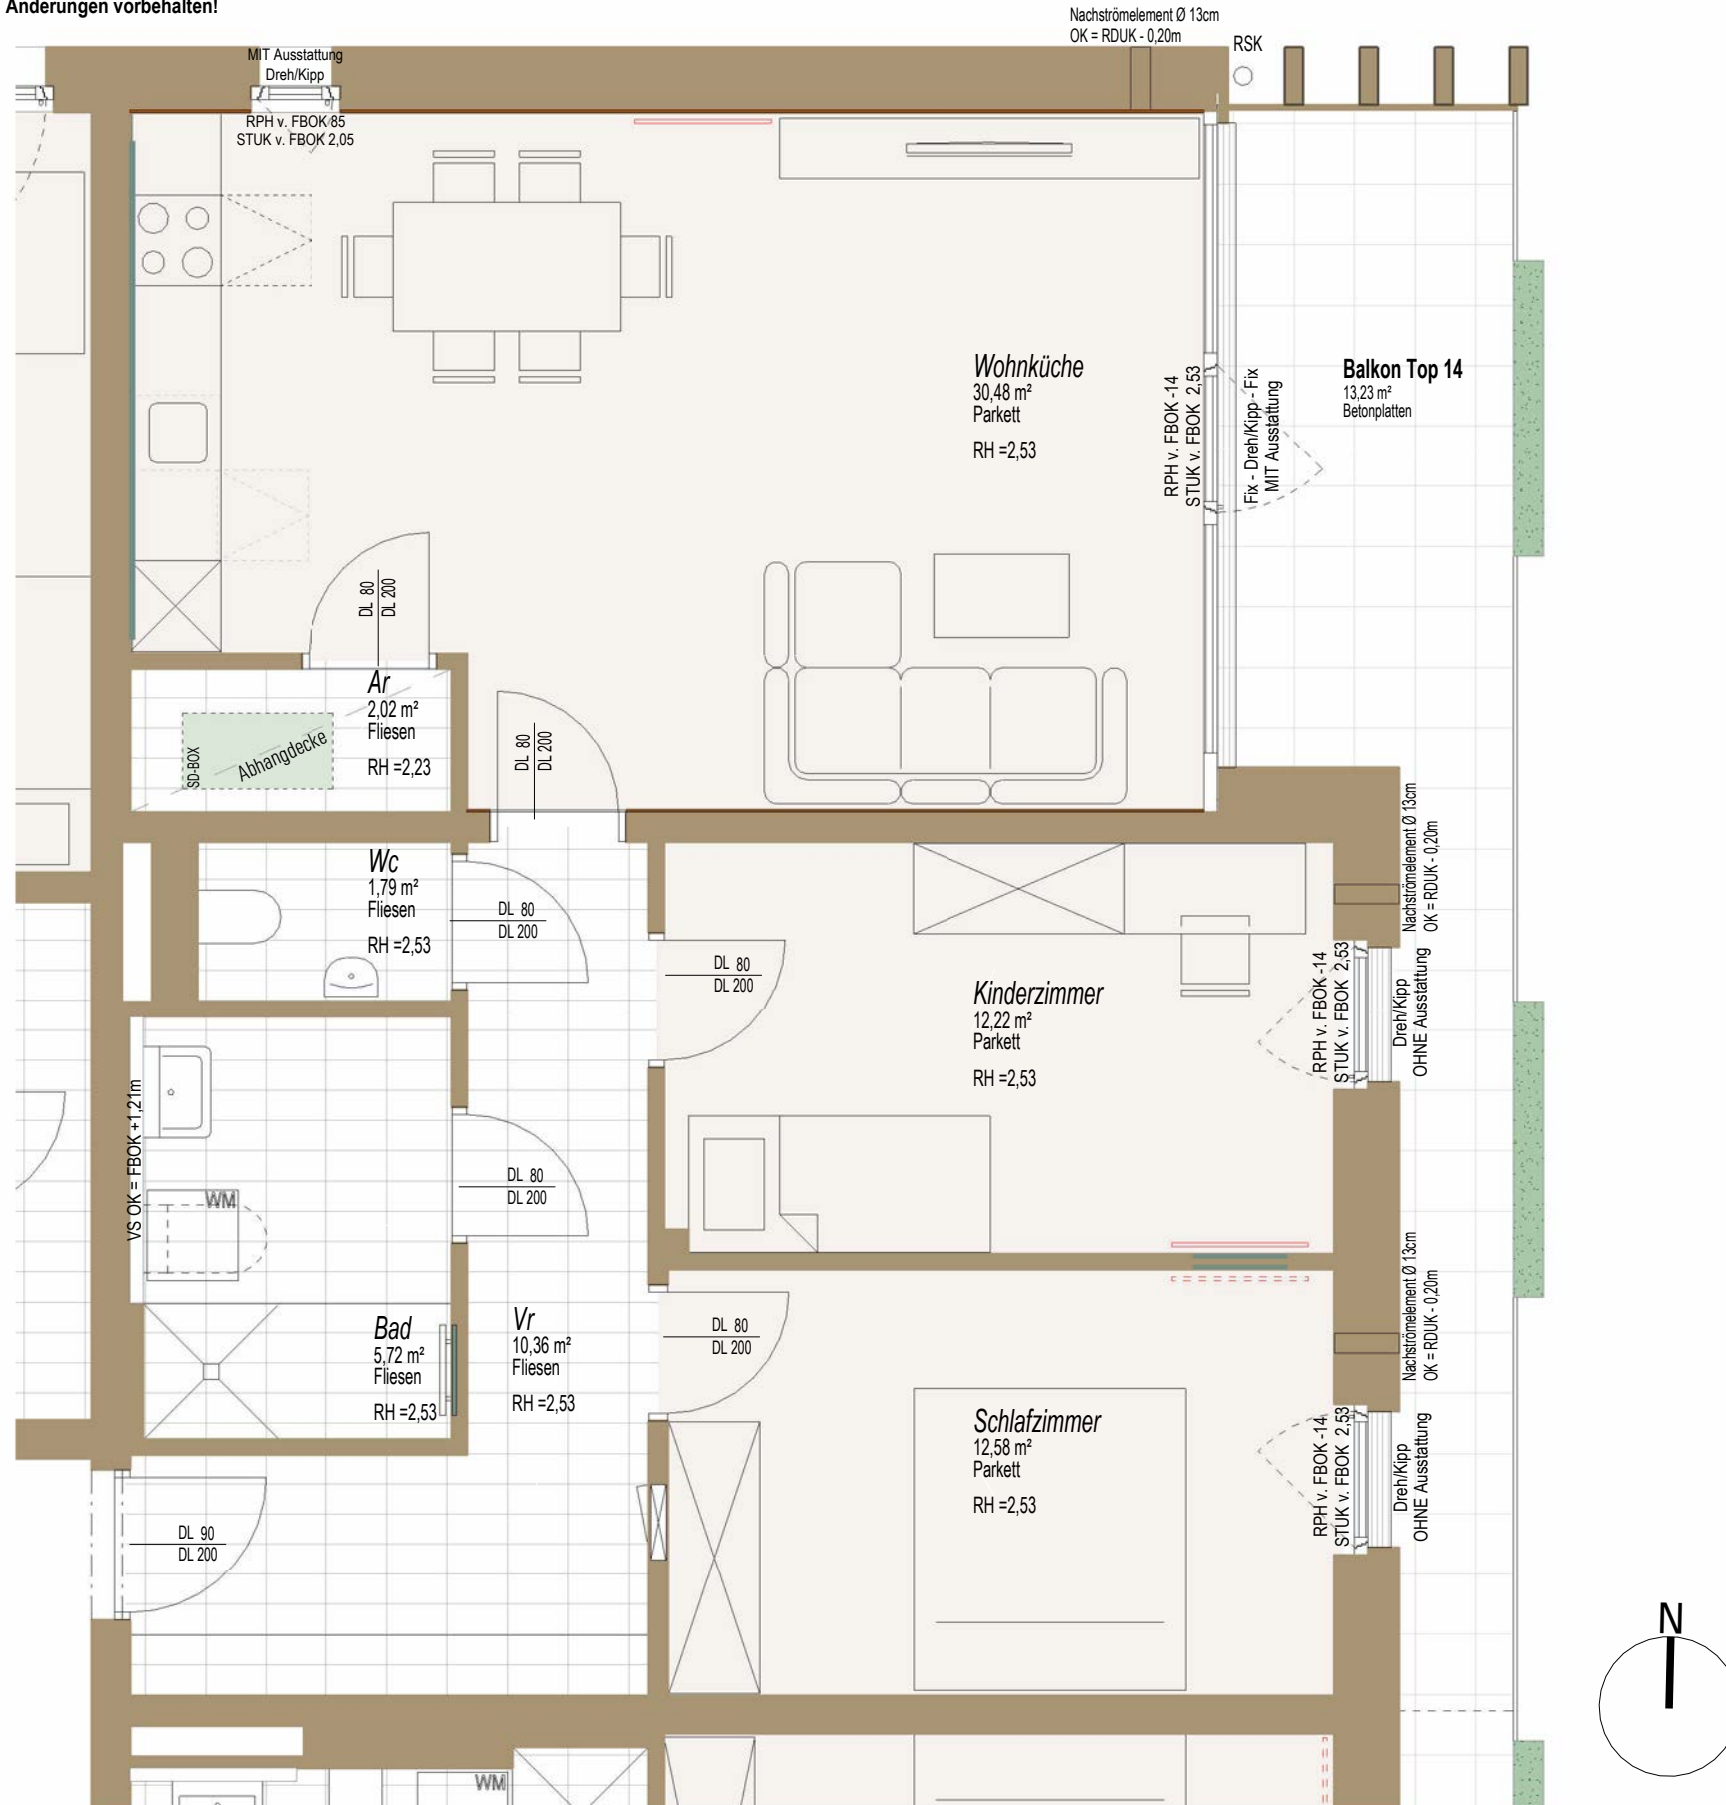 Änderungen vorbehalten!
Nachströmelement Ø 13cm
OK = RDUK - 0,20m
RSK
MIT Ausstattung
Dreh/Kipp
RPH v. FBOK 85
STUK v. FBOK 2,05
Wohnküche
30,48 m²
Parkett
RH =2,53
RPH v. FBOK -14
STUK v. FBOK 2,53
Fix - Dreh/Kipp - Fix
MIT Ausstattung
Balkon Top 14
13,23 m²
Betonplatten
DL 80
DL 200
Ar
2,02 m²
Fliesen
RH =2,23
SD-BOX
Abhangdecke
DL 80
DL 200
Nachströmelement Ø 13cm
OK = RDUK - 0,20m
Wc
1,79 m²
Fliesen
RH =2,53
DL 80
DL 200
DL 80
DL 200
Kinderzimmer
12,22 m²
Parkett
RH =2,53
RPH v. FBOK -14
STUK v. FBOK 2,53
Dreh/Kipp
OHNE Ausstattung
VS OK = FBOK +1,21m
WM
DL 80
DL 200
Nachströmelement Ø 13cm
OK = RDUK - 0,20m
Bad
5,72 m²
Fliesen
RH =2,53
Vr
10,36 m²
Fliesen
RH =2,53
DL 80
DL 200
Schlafzimmer
12,58 m²
Parkett
RH =2,53
RPH v. FBOK -14
STUK v. FBOK 2,53
Dreh/Kipp
OHNE Ausstattung
DL 90
DL 200
N
WM